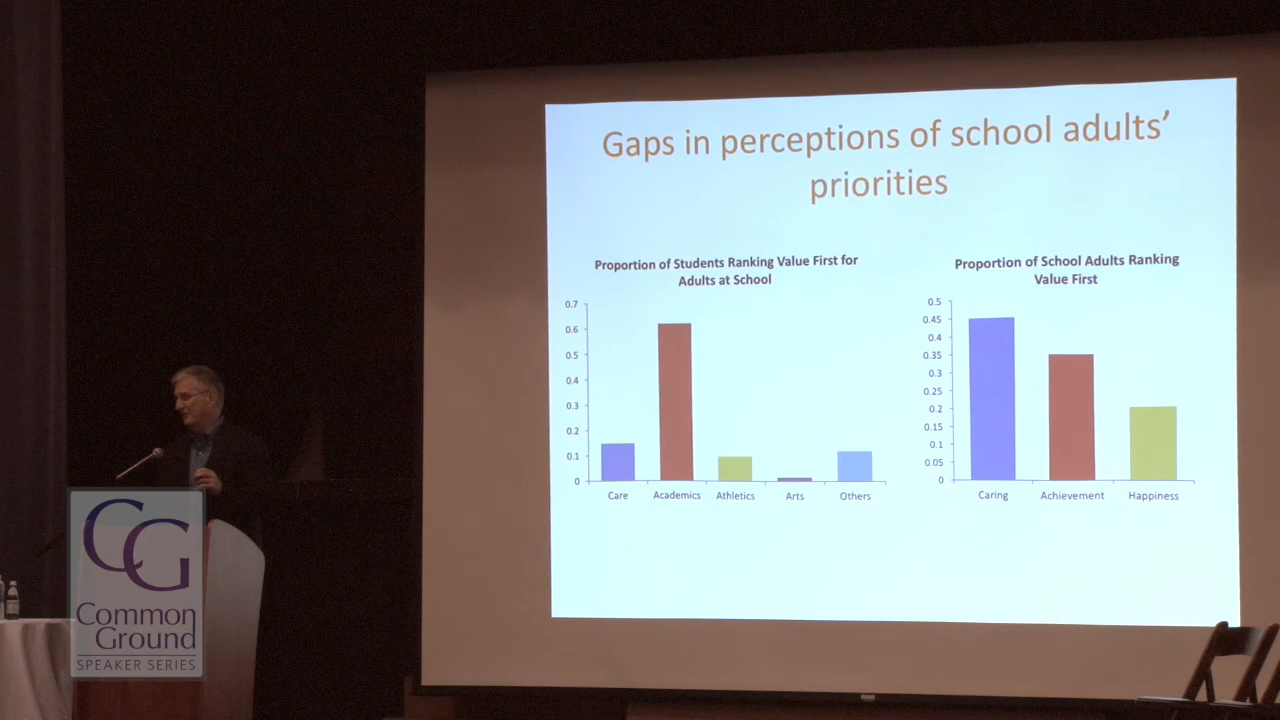 Gaps in perceptions of school adults’
priorities
Proportion of Students Ranking Value First for
Adults at School
0.7
0.6
0.5
0.4
0.3
0.2
0.1
0
Care Academics Athletics Arts Others
Proportion of School Adults Ranking
Value First
0.5
0.45
0.4
0.35
0.3
0.25
0.2
0.15
0.1
0.05
0
Caring Achievement Happiness
CG
Common
Ground
SPEAKER SERIES